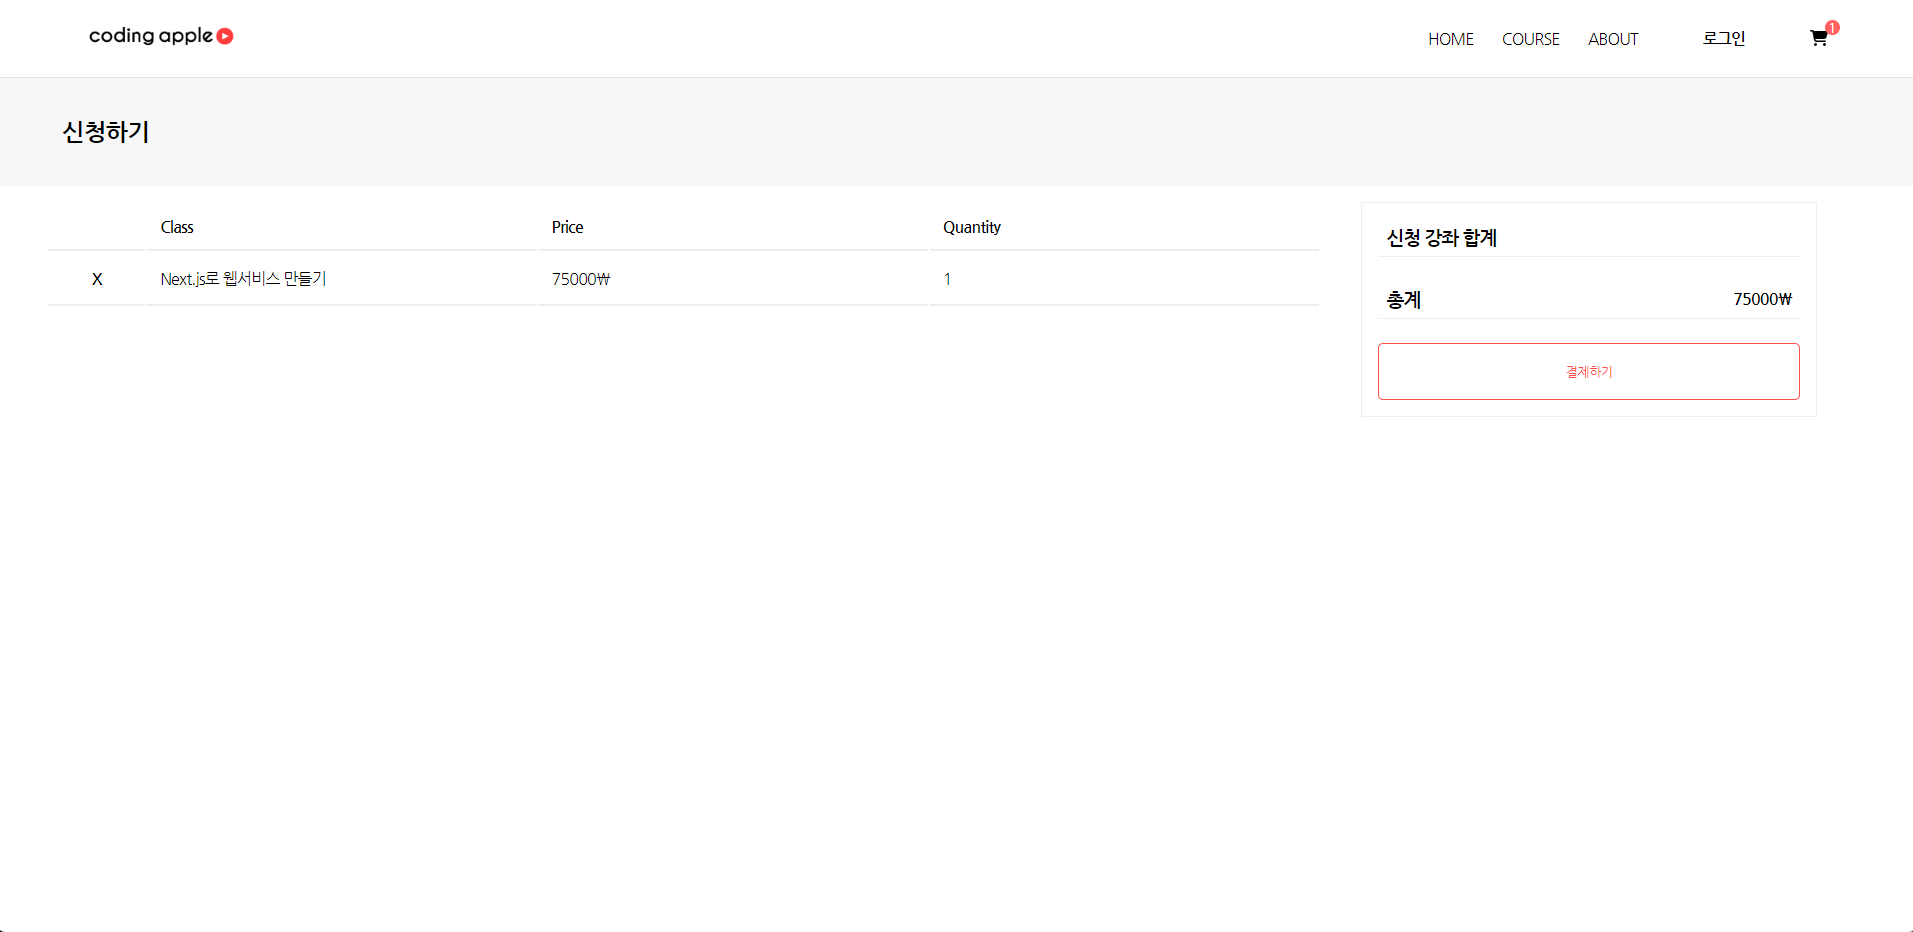 coding apple
HOME COURSE ABOUT 로그인 1
신청하기
Class Price Quantity
X Next.js로 웹서비스 만들기 75000₩ 1
신청 강좌 합계
총계 75000₩
결제하기